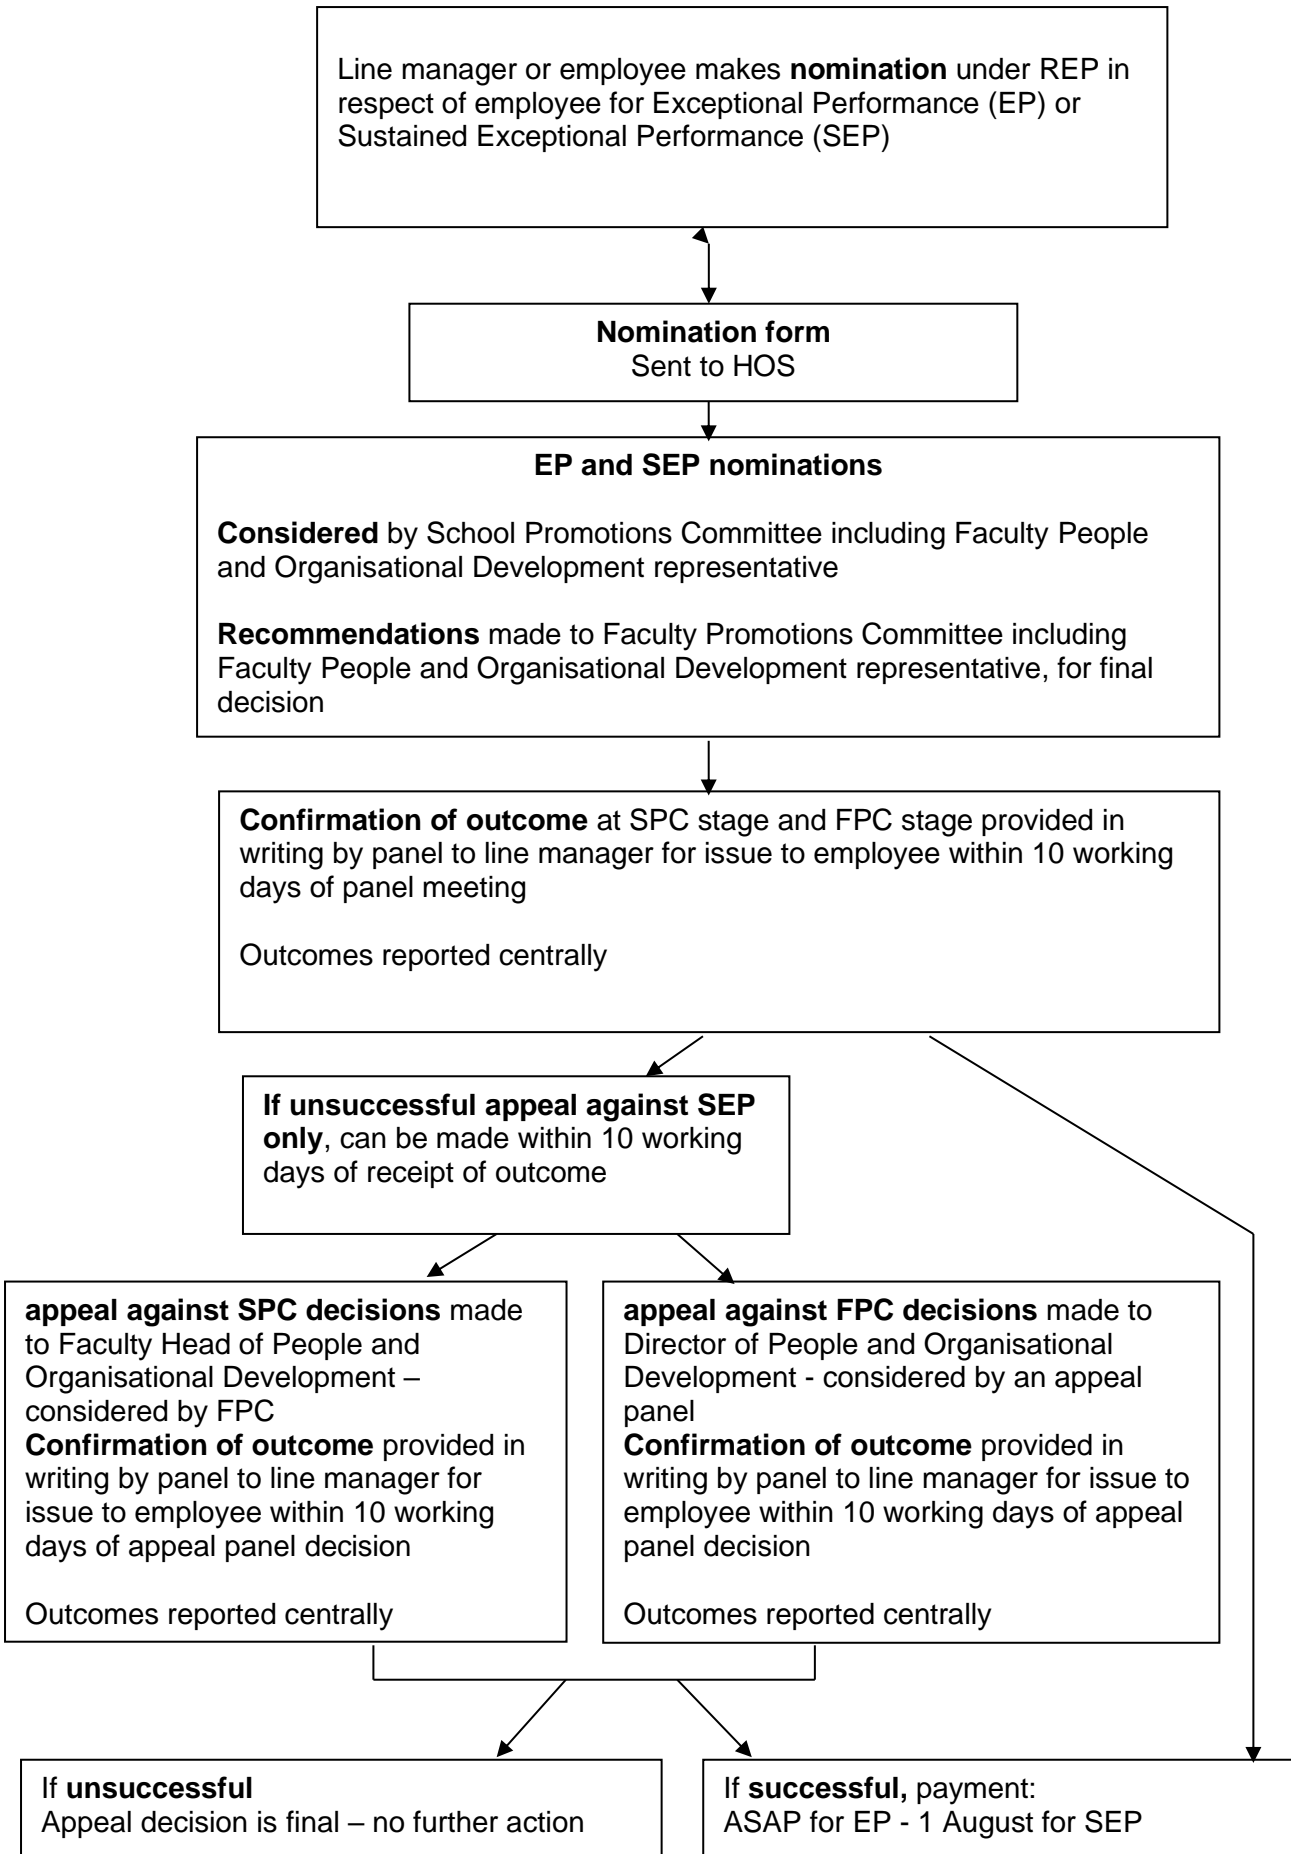 Line manager or employee makes nomination under REP in
respect of employee for Exceptional Performance (EP) or
Sustained Exceptional Performance (SEP)
Nomination form
Sent to HOS
EP and SEP nominations
Considered by School Promotions Committee including Faculty People
and Organisational Development representative
Recommendations made to Faculty Promotions Committee including
Faculty People and Organisational Development representative, for final
decision
Confirmation of outcome at SPC stage and FPC stage provided in
writing by panel to line manager for issue to employee within 10 working
days of panel meeting
Outcomes reported centrally
If unsuccessful appeal against SEP
only, can be made within 10 working
days of receipt of outcome
appeal against SPC decisions made
to Faculty Head of People and
Organisational Development –
considered by FPC
Confirmation of outcome provided in
writing by panel to line manager for
issue to employee within 10 working
days of appeal panel decision
Outcomes reported centrally
appeal against FPC decisions made to
Director of People and Organisational
Development - considered by an appeal
panel
Confirmation of outcome provided in
writing by panel to line manager for issue to
employee within 10 working days of appeal
panel decision
Outcomes reported centrally
If unsuccessful
Appeal decision is final – no further action
If successful, payment:
ASAP for EP - 1 August for SEP